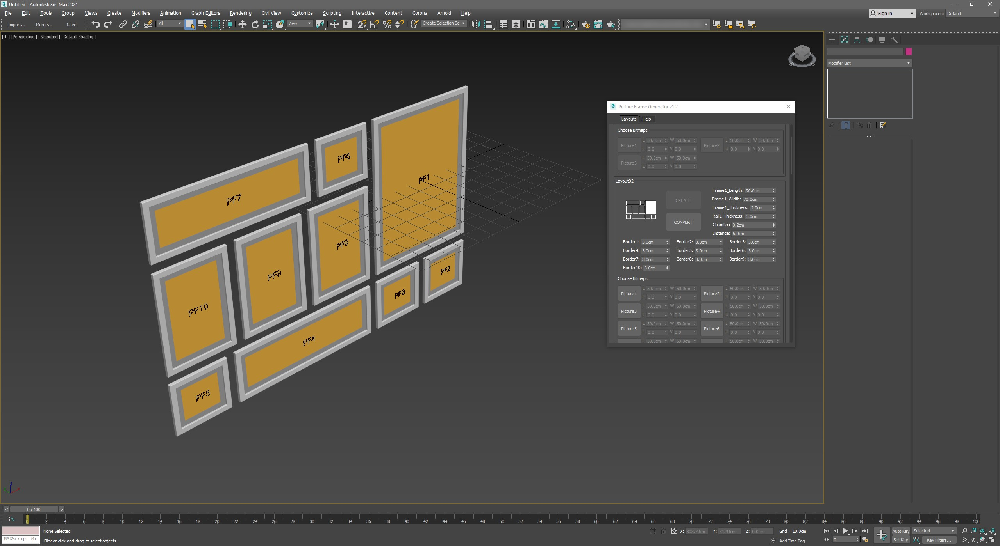 Untitled - Autodesk 3ds Max 2021
File Edit Tools Group Views Create Modifiers Animation Graph Editors Rendering Civil View Customize Scripting Interactive Content Corona Arnold Help
Sign In Workspaces: Default
Import... Merge... Save All View Create Selection Se
[+] [Perspective] [Standard] [Default Shading]
Modifier List
PF1
PF6
PF7
PF8
PF9
PF2
PF3
PF10
PF4
PF5
Picture Frame Generator v1.2
Layouts Help
Choose Bitmaps
Picture1 L 50.0cm W 50.0cm Picture2 L 50.0cm W 50.0cm
U 0.0 V 0.0 U 0.0 V 0.0
Picture3 L 50.0cm W 50.0cm
U 0.0 V 0.0
Layout02
CREATE
CONVERT
Frame1_Length: 90.0cm
Frame1_Width: 70.0cm
Frame1_Thickness: 2.0cm
Rail1_Thickness: 3.0cm
Chamfer: 0.2cm
Distance: 5.0cm
Border1: 3.0cm Border2: 3.0cm Border3: 3.0cm
Border4: 3.0cm Border5: 3.0cm Border6: 3.0cm
Border7: 3.0cm Border8: 3.0cm Border9: 3.0cm
Border10: 3.0cm
Choose Bitmaps
Picture1 L 50.0cm W 50.0cm Picture2 L 50.0cm W 50.0cm
U 0.0 V 0.0 U 0.0 V 0.0
Picture3 L 50.0cm W 50.0cm Picture4 L 50.0cm W 50.0cm
U 0.0 V 0.0 U 0.0 V 0.0
Picture5 L 50.0cm W 50.0cm Picture6 L 50.0cm W 50.0cm
U 0.0 V 0.0 U 0.0 V 0.0
L 50.0cm W 50.0cm L 50.0cm W 50.0cm
< 0 / 100 >
0 2 4 6 8 10 12 14 16 18 20 22 24 26 28 30 32 34 36 38 40 42 44 46 48 50 52 54 56 58 60 62 64 66 68 70 72 74 76 78 80 82 84 86 88 90 92 94 96 98 100
None Selected X: 303.79cm Y: 31.91cm Z: 0.0cm Grid = 10.0cm Auto Key Selected
MAXScript Mi Click or click-and-drag to select objects Add Time Tag 0 Set Key Key Filters...